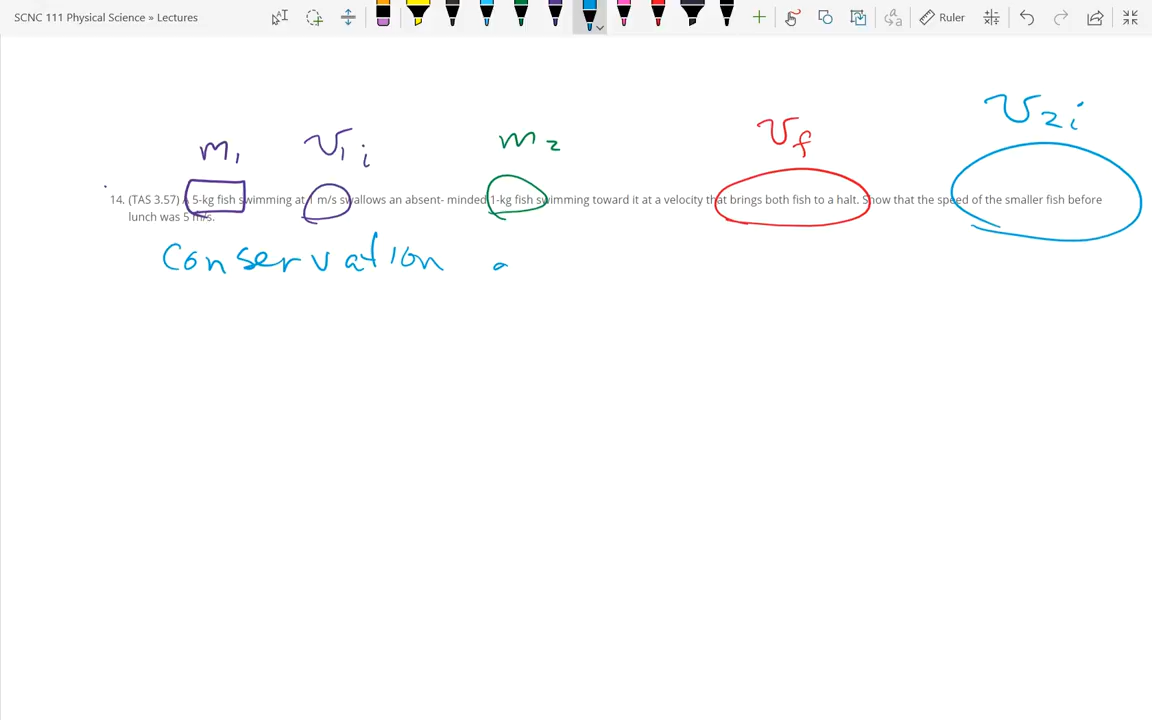 SCNC 111 Physical Science » Lectures
Ruler
m₁ v₁ᵢ m₂ v_f v₂ᵢ
14. (TAS 3.57) A 5-kg fish swimming at 1 m/s swallows an absent- minded 1-kg fish swimming toward it at a velocity that brings both fish to a halt. Show that the speed of the smaller fish before
lunch was 5 m/s.
Conservation